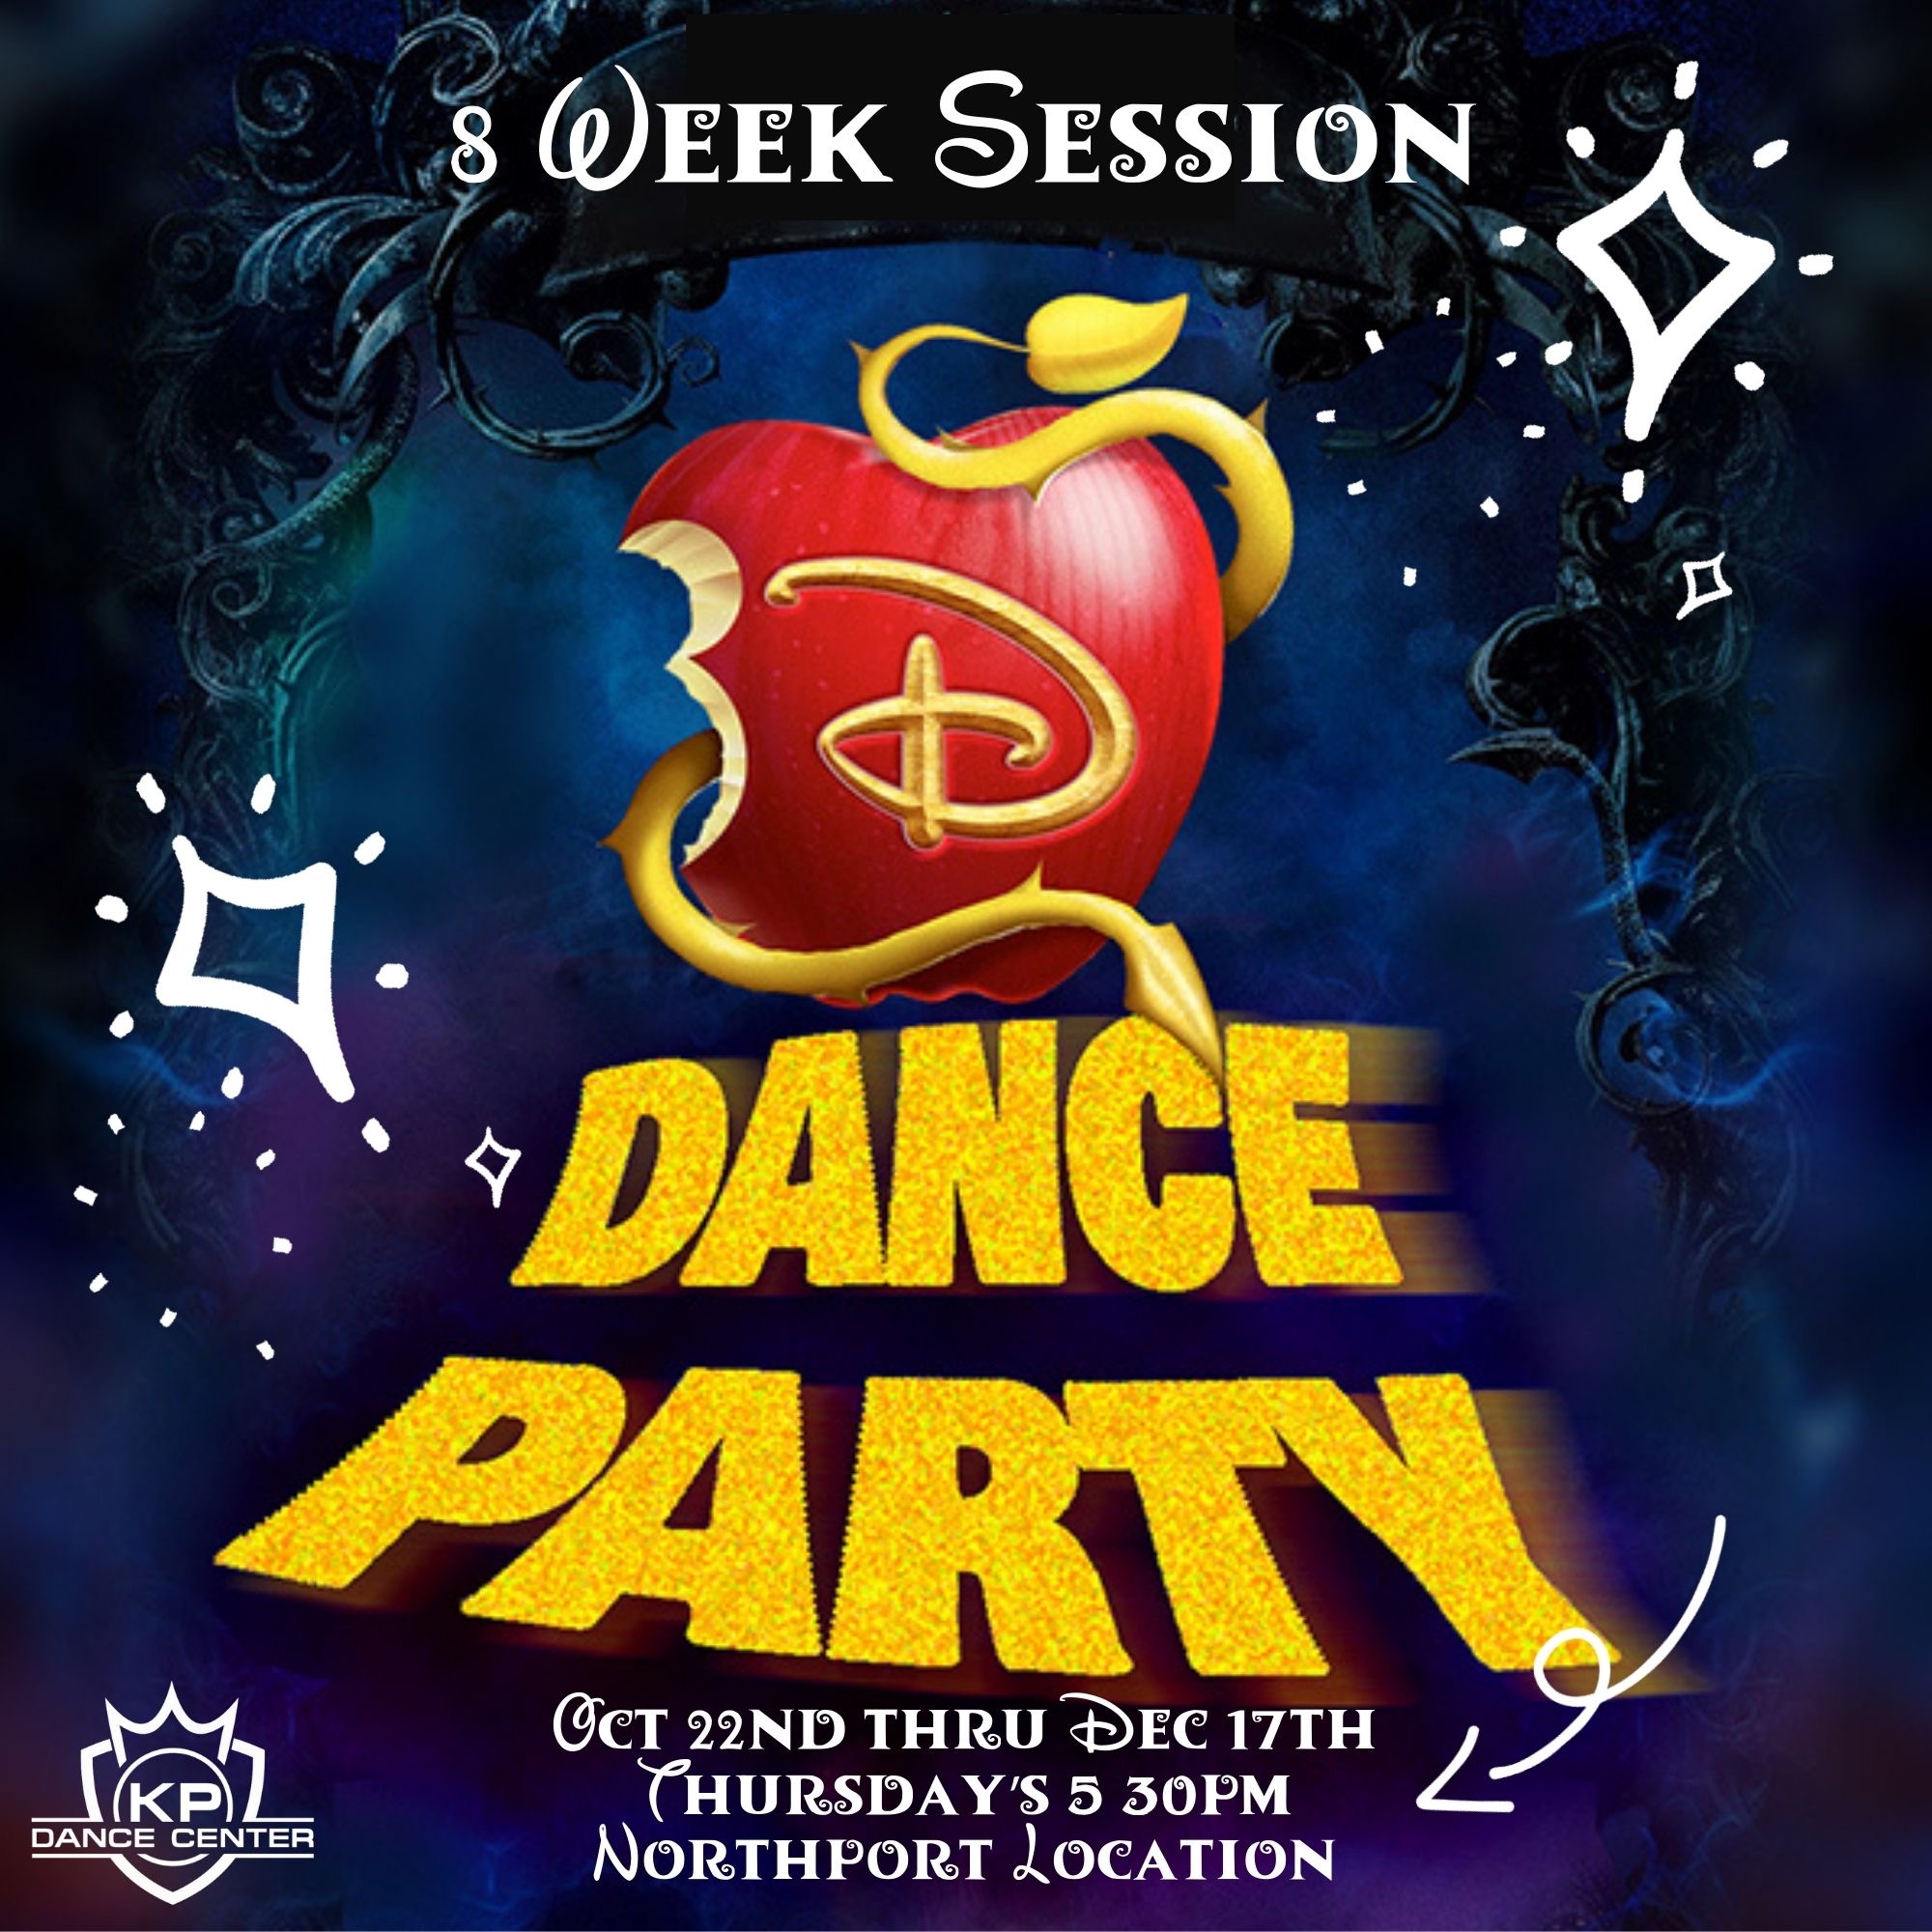 8 Week Session
D
DANCE
PARTY
Oct 22nd thru Dec 17th
Thursday's 5 30pm
Northport Location
KP
DANCE CENTER